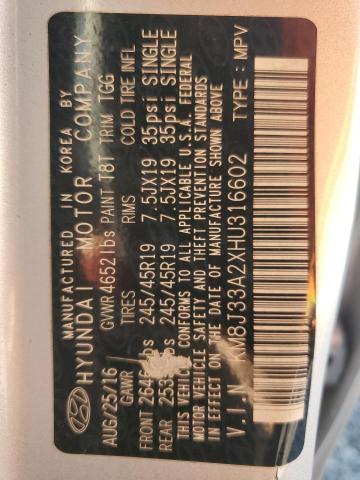 MANUFACTURED IN KOREA BY
HYUNDAI MOTOR COMPANY
AUG/25/16 GVWR 4652lbs PAINT T8T TRIM TGG
GAWR TIRES RIMS COLD TIRE INFL
FRONT 245/45R19 7.5JX19 35psi SINGLE
REAR 245/45R19 7.5JX19 35 psi SINGLE
THIS VEHICLE CONFORMS TO ALL APPLICABLE U.S.A. FEDERAL
MOTOR VEHICLE SAFETY AND THEFT PREVENTION STANDARDS
IN EFFECT ON THE DATE OF MANUFACTURE SHOWN ABOVE
V.I.N KM8J33A2XHU316602 TYPE: MPV